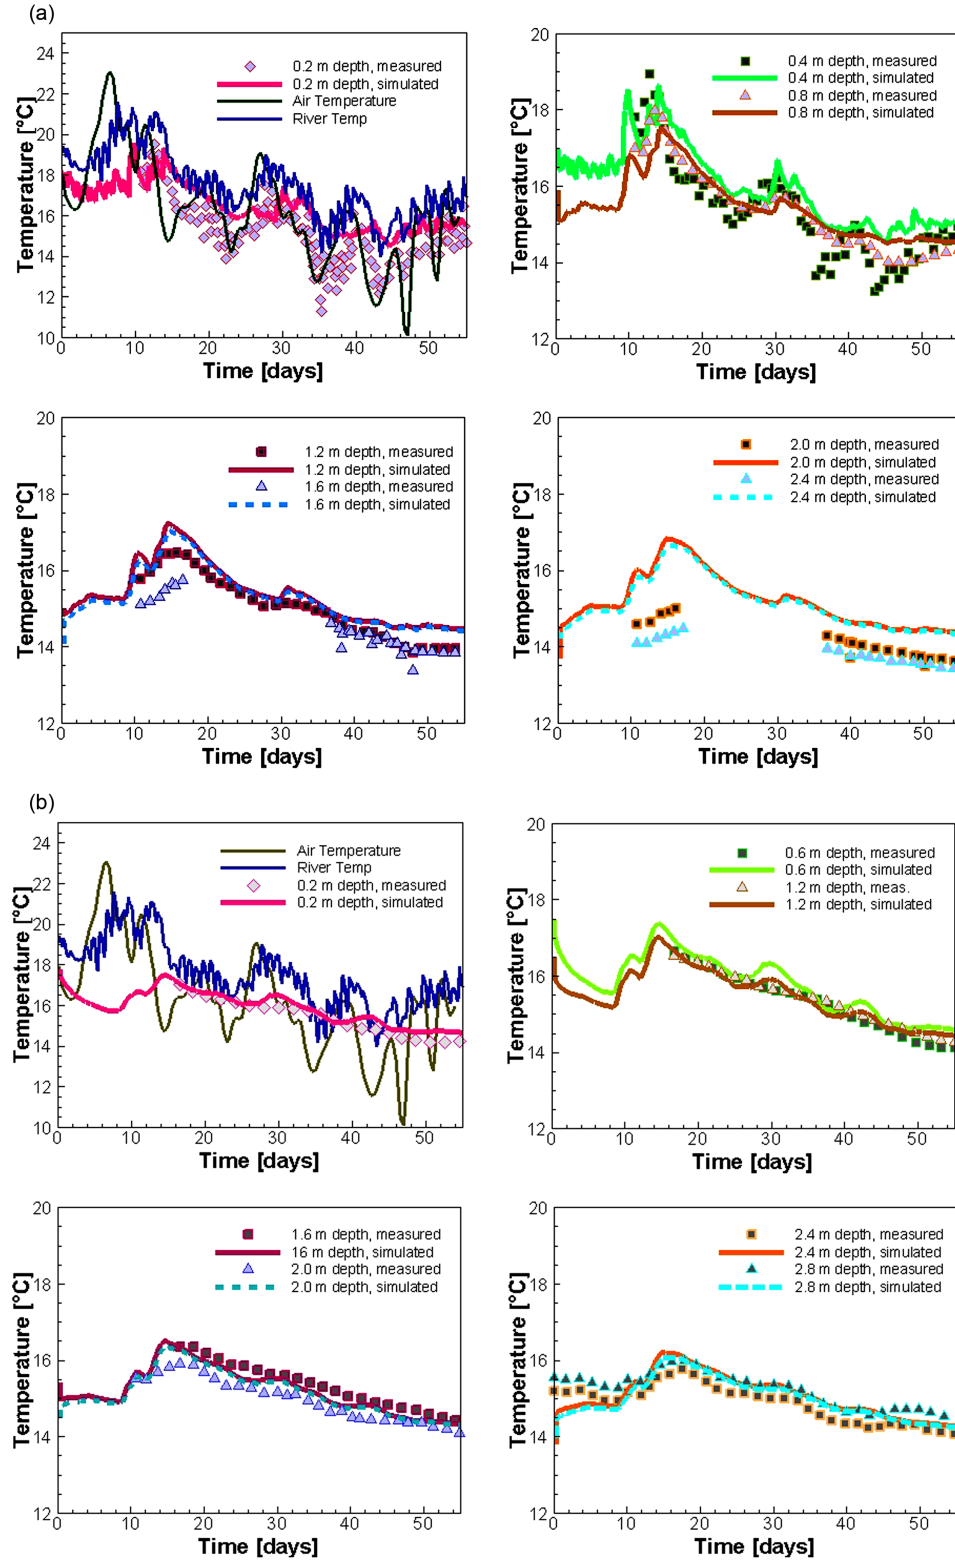 (a)
25
22
19
16
14
12
10
Temperature [°C]
0.2 m depth, measured
0.2 m depth, simulated
Air Temperature
River Temp
0 10 20 30 40 50
Time [days]
20
18
16
14
12
Temperature [°C]
0.4 m depth, measured
0.4 m depth, simulated
0.8 m depth, measured
0.8 m depth, simulated
0 10 20 30 40 50
Time [days]
20
18
16
14
12
Temperature [°C]
1.2 m depth, measured
1.2 m depth, simulated
1.6 m depth, measured
1.6 m depth, simulated
0 10 20 30 40 50
Time [days]
20
18
16
14
12
Temperature [°C]
2.0 m depth, measured
2.0 m depth, simulated
2.4 m depth, measured
2.4 m depth, simulated
0 10 20 30 40 50
Time [days]
(b)
25
22
20
18
16
14
12
10
Temperature [°C]
Air Temperature
River Temp
0.2 m depth, measured
0.2 m depth, simulated
0 10 20 30 40 50
Time [days]
20
18
16
14
12
Temperature [°C]
0.6 m depth, measured
0.6 m depth, simulated
1.2 m depth, meas.
1.2 m depth, simulated
0 10 20 30 40 50
Time [days]
20
18
16
14
12
Temperature [°C]
1.6 m depth, measured
16 m depth, simulated
2.0 m depth, measured
2.0 m depth, simulated
0 10 20 30 40 50
Time [days]
20
18
16
14
12
Temperature [°C]
2.4 m depth, measured
2.4 m depth, simulated
2.8 m depth, measured
2.8 m depth, simulated
0 10 20 30 40 50
Time [days]